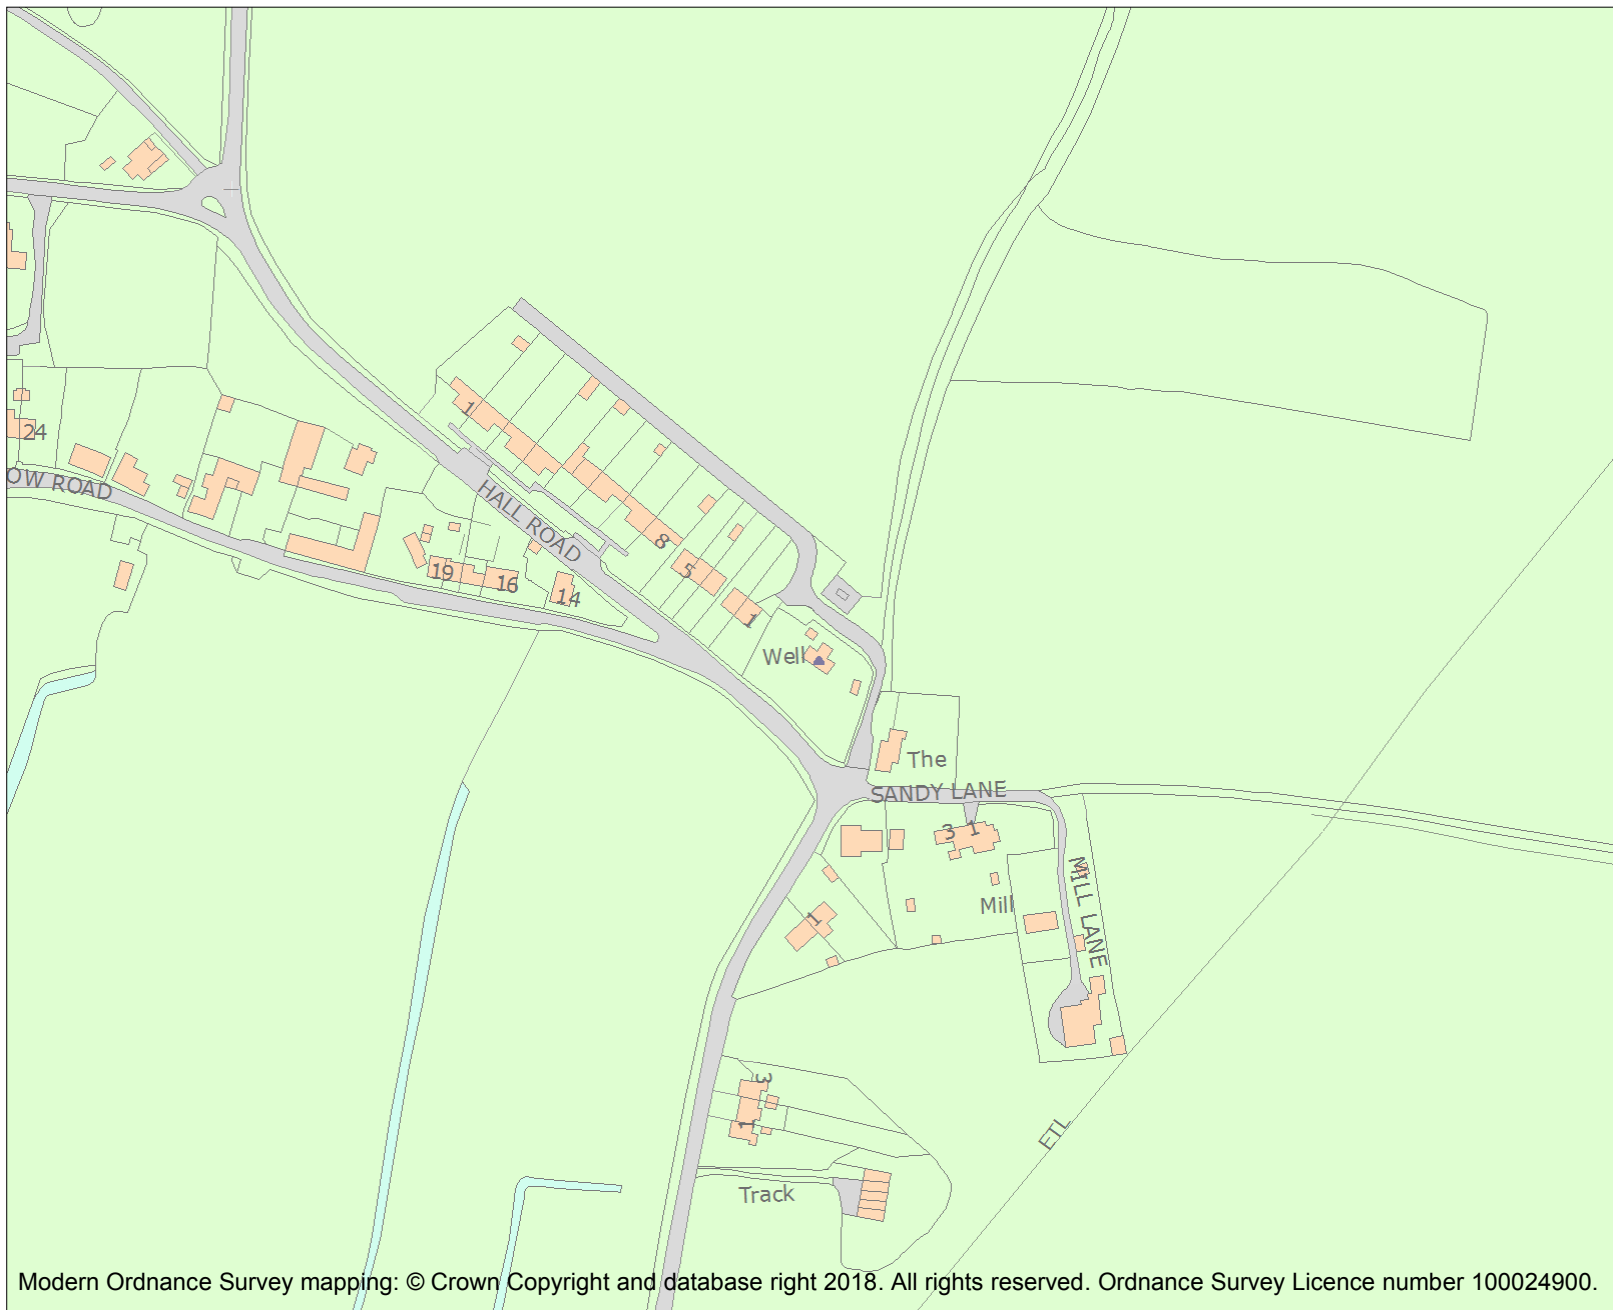 1
24
OW ROAD
HALL ROAD
8
5
19
16
14
1
Well
The
SANDY LANE
3 1
MILL LANE
Mill
1
3
1
ETL
Track
Modern Ordnance Survey mapping: © Crown Copyright and database right 2018. All rights reserved. Ordnance Survey Licence number 100024900.